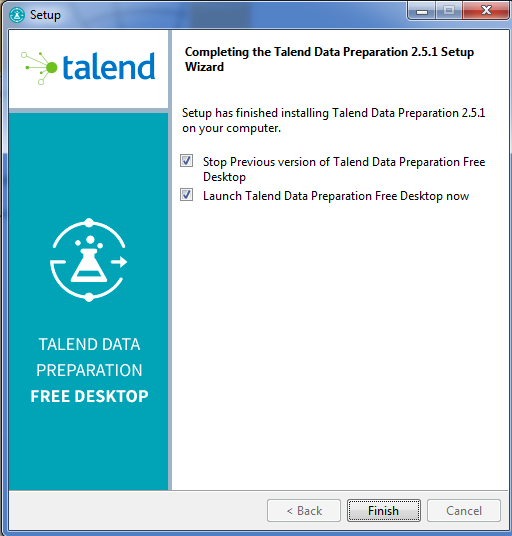 Setup
talend
Completing the Talend Data Preparation 2.5.1 Setup
Wizard
Setup has finished installing Talend Data Preparation 2.5.1
on your computer.
Stop Previous version of Talend Data Preparation Free
Desktop
Launch Talend Data Preparation Free Desktop now
TALEND DATA
PREPARATION
FREE DESKTOP
< Back
Finish
Cancel